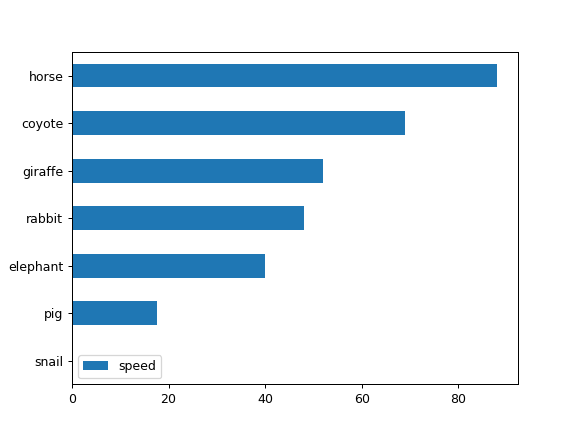 horse
coyote
giraffe
rabbit
elephant
pig
snail
speed
0 20 40 60 80